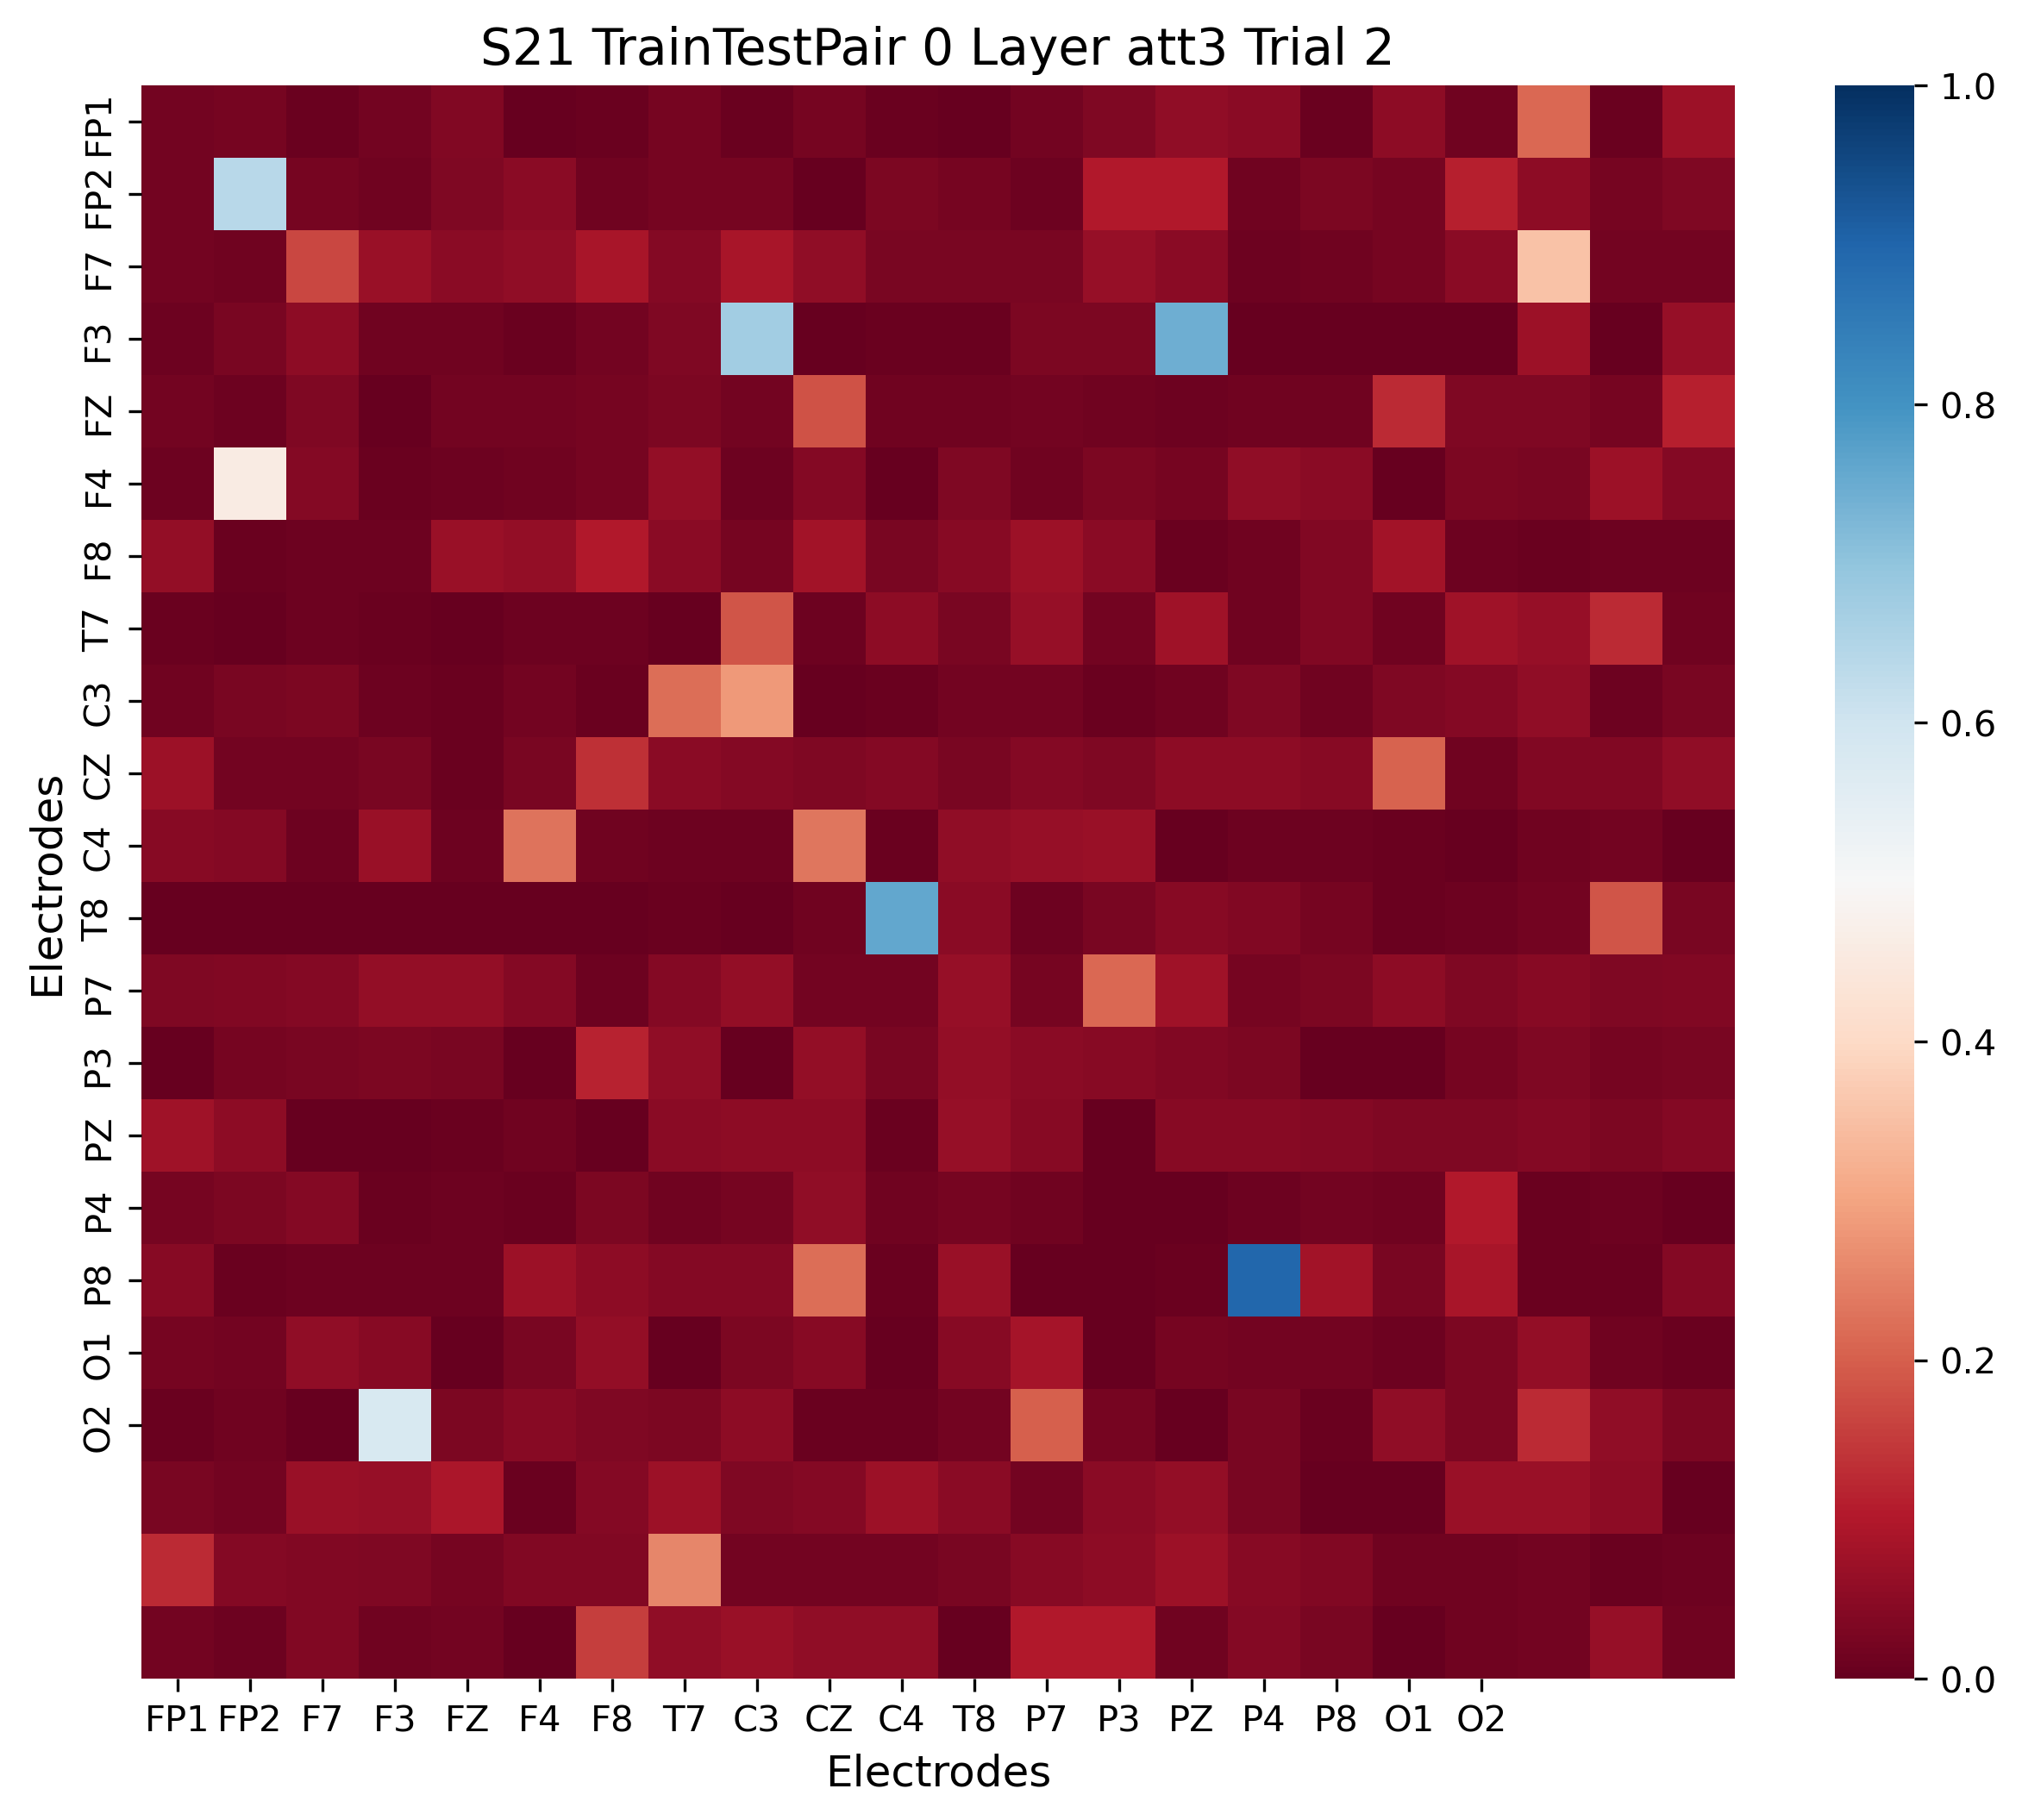 S21 TrainTestPair 0 Layer att3 Trial 2
Electrodes
FP1
FP2
F7
F3
FZ
F4
F8
T7
C3
CZ
C4
T8
P7
P3
PZ
P4
P8
O1
O2
FP1 FP2 F7 F3 FZ F4 F8 T7 C3 CZ C4 T8 P7 P3 PZ P4 P8 O1 O2
Electrodes
1.0
0.8
0.6
0.4
0.2
0.0